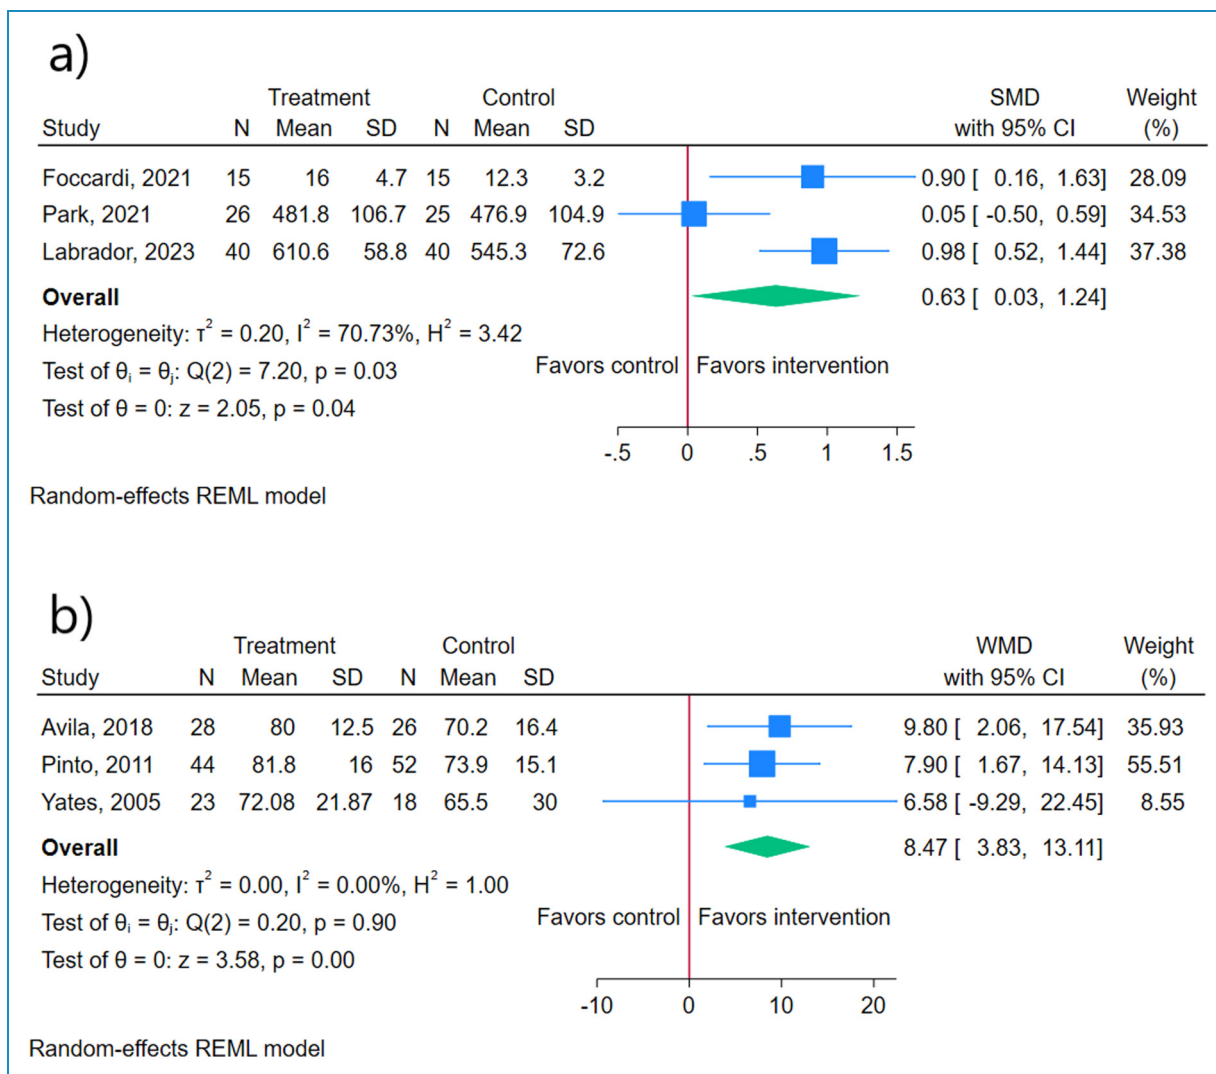 a)
Treatment Control SMD Weight
Study N Mean SD N Mean SD with 95% CI (%)
Foccardi, 2021 15 16 4.7 15 12.3 3.2 0.90 [ 0.16, 1.63] 28.09
Park, 2021 26 481.8 106.7 25 476.9 104.9 0.05 [ -0.50, 0.59] 34.53
Labrador, 2023 40 610.6 58.8 40 545.3 72.6 0.98 [ 0.52, 1.44] 37.38
Overall 0.63 [ 0.03, 1.24]
Heterogeneity: τ² = 0.20, I² = 70.73%, H² = 3.42
Favors control Favors intervention
Test of θᵢ = θⱼ: Q(2) = 7.20, p = 0.03
Test of θ = 0: z = 2.05, p = 0.04
-.5 0 .5 1 1.5
Random-effects REML model
b)
Treatment Control WMD Weight
Study N Mean SD N Mean SD with 95% CI (%)
Avila, 2018 28 80 12.5 26 70.2 16.4 9.80 [ 2.06, 17.54] 35.93
Pinto, 2011 44 81.8 16 52 73.9 15.1 7.90 [ 1.67, 14.13] 55.51
Yates, 2005 23 72.08 21.87 18 65.5 30 6.58 [ -9.29, 22.45] 8.55
Overall 8.47 [ 3.83, 13.11]
Heterogeneity: τ² = 0.00, I² = 0.00%, H² = 1.00
Favors control Favors intervention
Test of θᵢ = θⱼ: Q(2) = 0.20, p = 0.90
Test of θ = 0: z = 3.58, p = 0.00
-10 0 10 20
Random-effects REML model